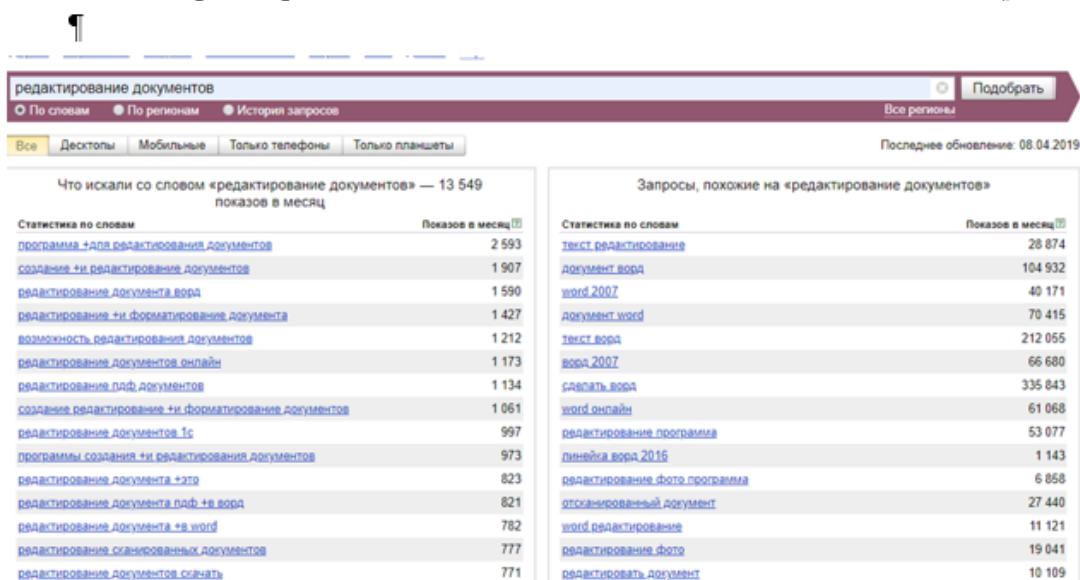 ¶
редактирование документов
Подобрать
По словам По регионам История запросов Все регионы
Все Десктопы Мобильные Только телефоны Только планшеты Последнее обновление: 08.04.2019
Что искали со словом «редактирование документов» — 13 549
показов в месяц
Статистика по словам Показов в месяц ?
программа +для редактирования документов 2 593
создание +и редактирование документов 1 907
редактирование документа ворд 1 590
редактирование +и форматирование документа 1 427
возможность редактирования документов 1 212
редактирование документов онлайн 1 173
редактирование пдф документов 1 134
создание редактирование +и форматирование документов 1 061
редактирование документов 1с 997
программы создания +и редактирования документов 973
редактирование документа +это 823
редактирование документа пдф +в ворд 821
редактирование документа +в word 782
редактирование сканированных документов 777
редактирование документов скачать 771
Запросы, похожие на «редактирование документов»
Статистика по словам Показов в месяц ?
текст редактирование 28 874
документ ворд 104 932
word 2007 40 171
документ word 70 415
текст ворд 212 055
ворд 2007 66 680
сделать ворд 335 843
word онлайн 61 068
редактирование программа 53 077
линейка ворд 2016 1 143
редактирование фото программа 6 858
отсканированный документ 27 440
word редактирование 11 121
редактирование фото 19 041
редактировать документ 10 109